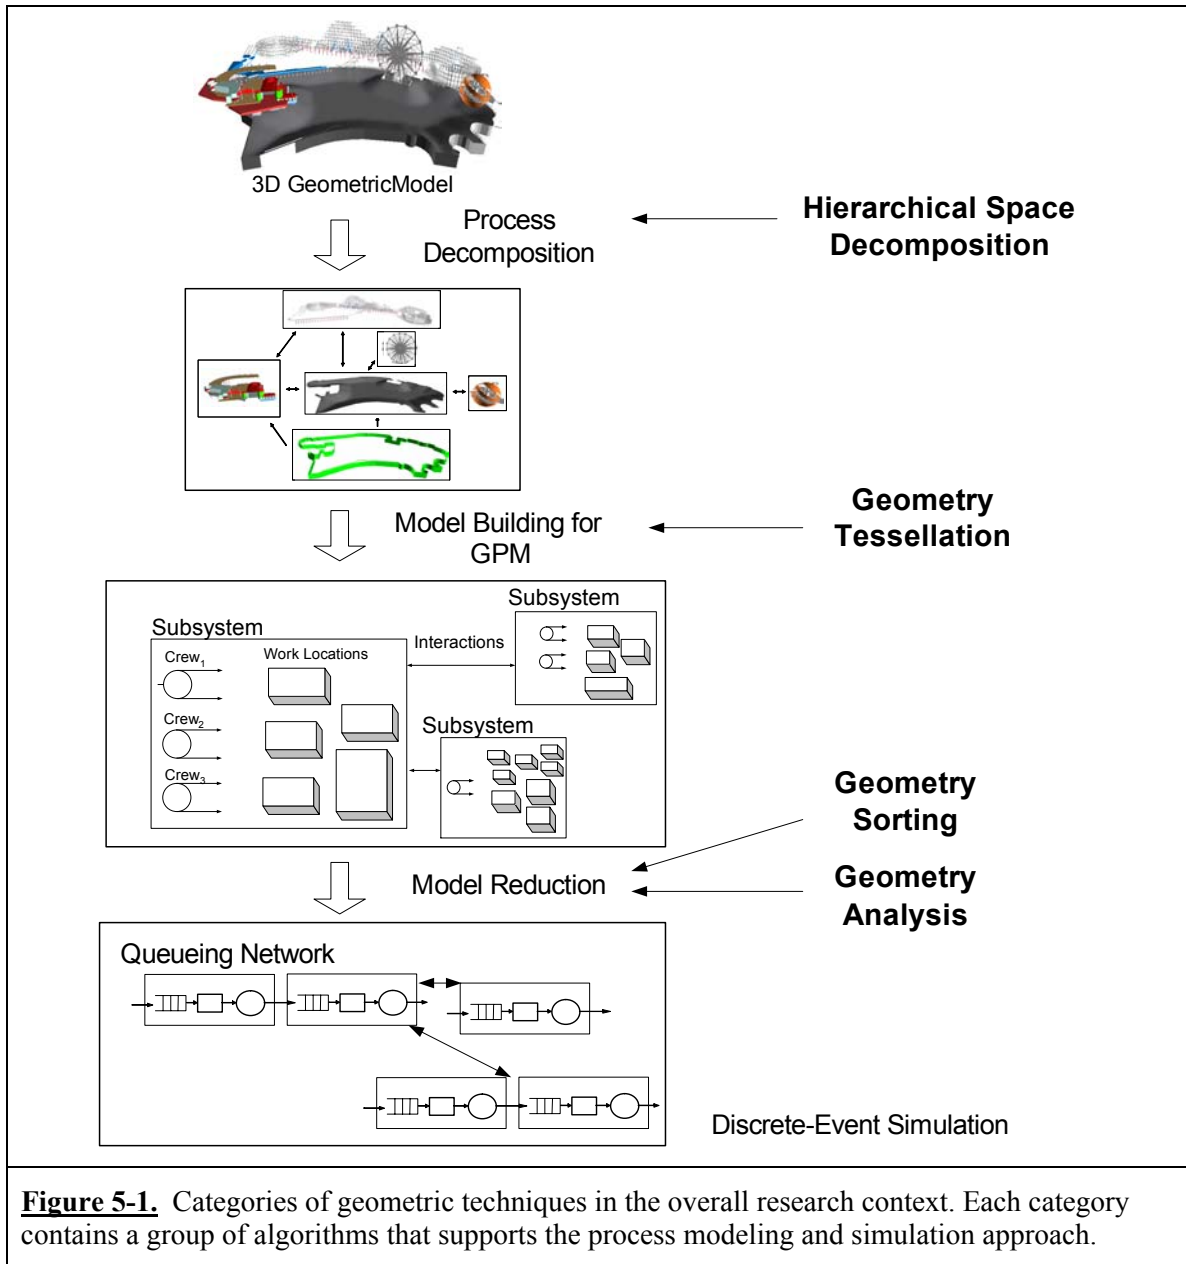 3D GeometricModel
Process
Decomposition
Hierarchical Space
Decomposition
Model Building for
GPM
Geometry
Tessellation
Subsystem
Subsystem
Crew1
Work Locations
Interactions
Crew2
Subsystem
Crew3
Geometry
Sorting
Model Reduction
Geometry
Analysis
Queueing Network
Discrete-Event Simulation
Figure 5-1. Categories of geometric techniques in the overall research context. Each category
contains a group of algorithms that supports the process modeling and simulation approach.